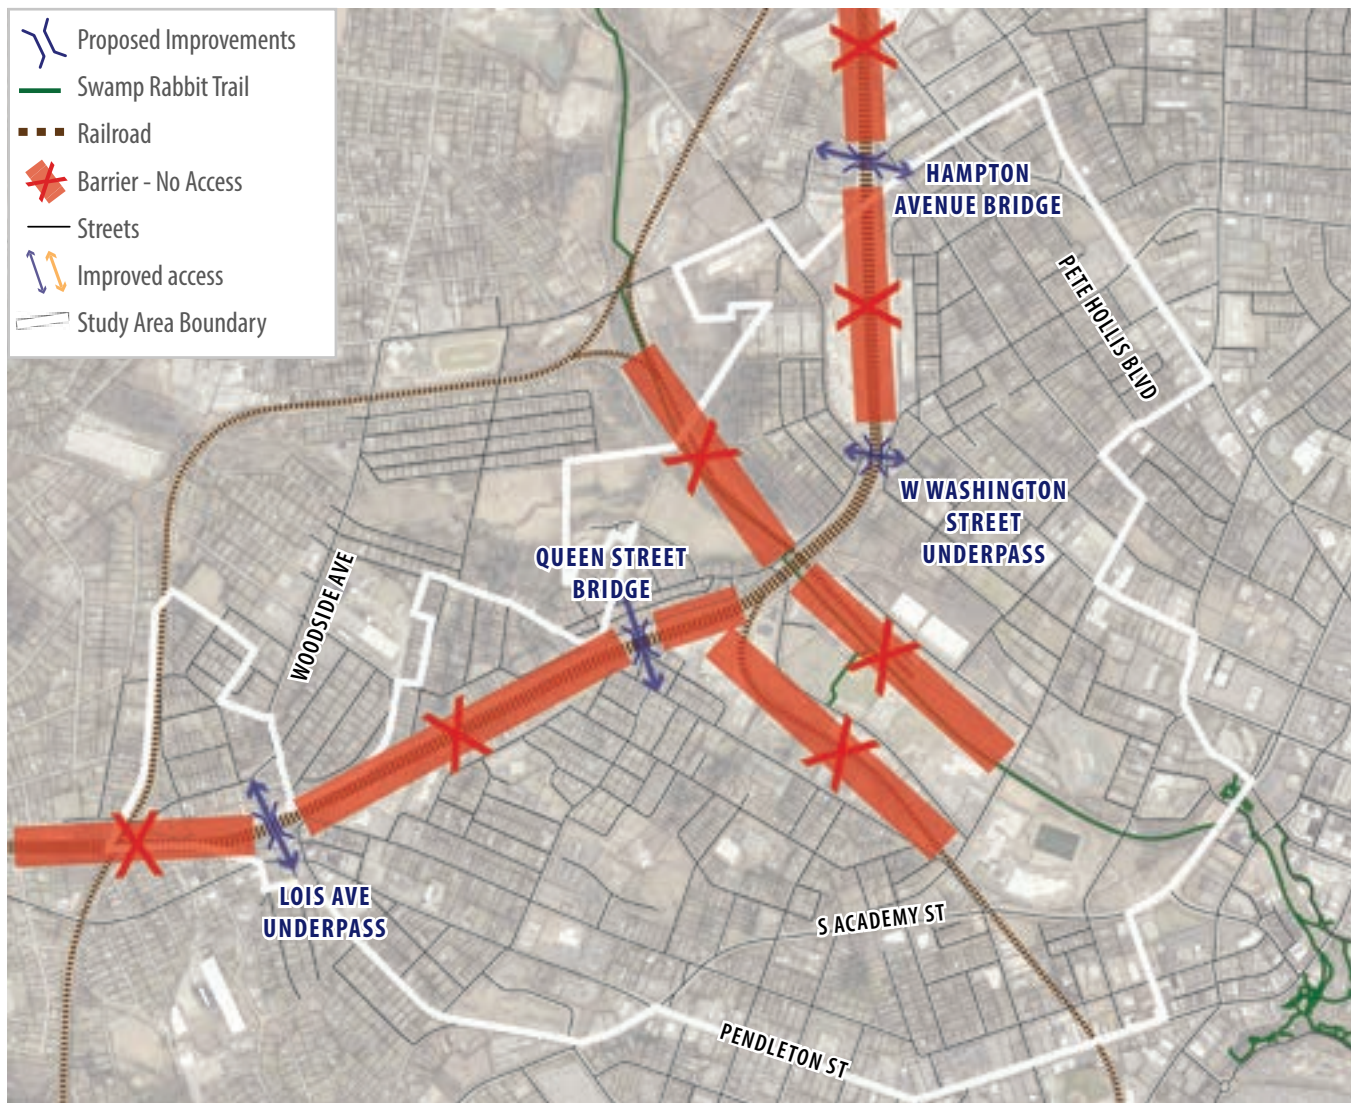 Proposed Improvements
Swamp Rabbit Trail
Railroad
Barrier - No Access
Streets
Improved access
Study Area Boundary
HAMPTON
AVENUE BRIDGE
PETE HOLLIS BLVD
W WASHINGTON
STREET
UNDERPASS
QUEEN STREET
BRIDGE
WOODSIDE AVE
LOIS AVE
UNDERPASS
S ACADEMY ST
PENDLETON ST